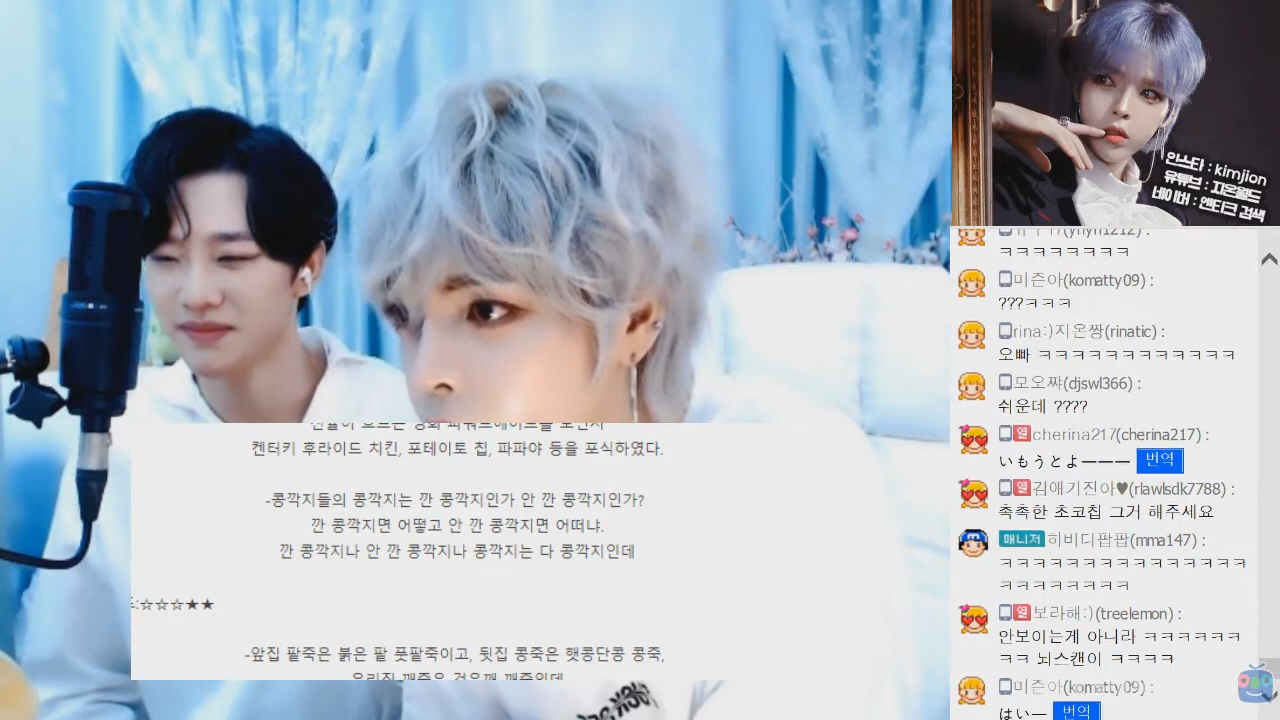 인스타 : kimjion
유튜브 : 지온월드
네이버 : 엔터크 검색
ㅋㅋㅋㅋㅋㅋㅋㅋ
미즌아(komatty09) :
???ㅋㅋㅋ
rina:)지온짱(rinatic) :
오빠 ㅋㅋㅋㅋㅋㅋㅋㅋㅋㅋㅋㅋ
모오쨔(djswl366) :
쉬운데 ????
열 cherina217(cherina217) :
いもうとよーーー 번역
열 김애기진아♥(rlawlsdk7788) :
촉촉한 초코칩 그거 해주세요
매니저 히비디팝팝(mma147) :
ㅋㅋㅋㅋㅋㅋㅋㅋㅋㅋㅋㅋㅋㅋㅋ
ㅋㅋㅋㅋㅋㅋㅋㅋ
열 보라해:)(treelemon) :
안보이는게 아니라 ㅋㅋㅋㅋㅋㅋ
ㅋㅋ 뇌스캔이 ㅋㅋㅋㅋ
미즌아(komatty09) :
はい一 번역
켄터키 후라이드 치킨, 포테이토 칩, 파파야 등을 포식하였다.
-콩깍지들의 콩깍지는 깐 콩깍지인가 안 깐 콩깍지인가?
깐 콩깍지면 어떻고 안 깐 콩깍지면 어떠냐.
깐 콩깍지나 안 깐 콩깍지나 콩깍지는 다 콩깍지인데
:☆☆☆★★
-앞집 팥죽은 붉은 팥 풋팥죽이고, 뒷집 콩죽은 햇콩단콩 콩죽,